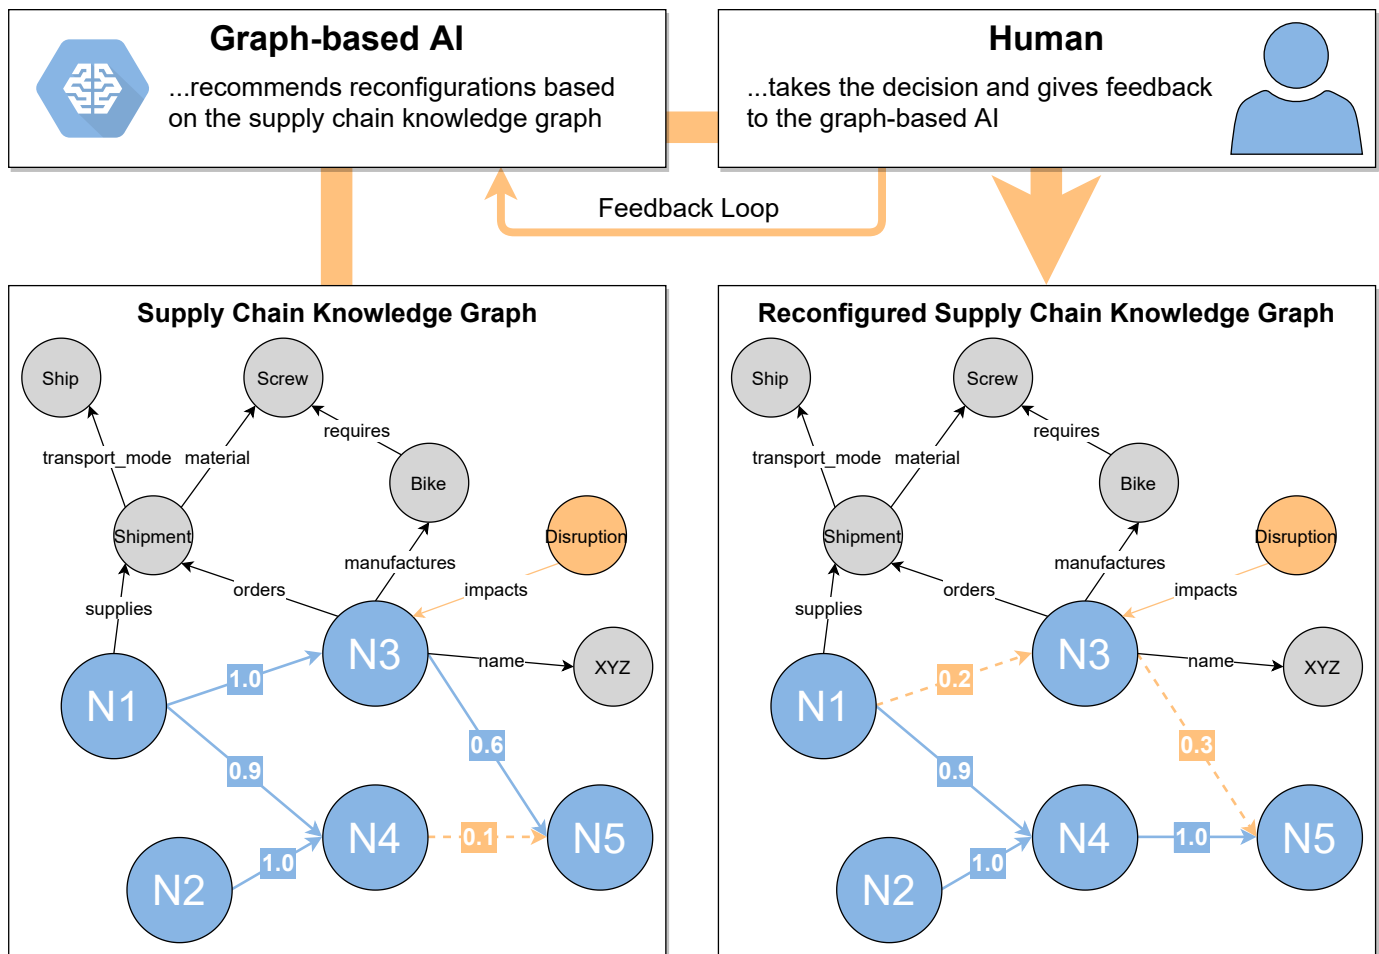 Graph-based AI
...recommends reconfigurations based
on the supply chain knowledge graph
Human
...takes the decision and gives feedback
to the graph-based AI
Feedback Loop
Supply Chain Knowledge Graph
Ship
Screw
requires
transport_mode
material
Bike
Shipment
Disruption
manufactures
orders
impacts
supplies
N3
name
XYZ
1.0
N1
0.6
0.9
N4
0.1
N5
1.0
N2
Reconfigured Supply Chain Knowledge Graph
Ship
Screw
requires
transport_mode
material
Bike
Shipment
Disruption
manufactures
orders
impacts
supplies
N3
name
XYZ
0.2
N1
0.3
0.9
N4
1.0
N5
1.0
N2